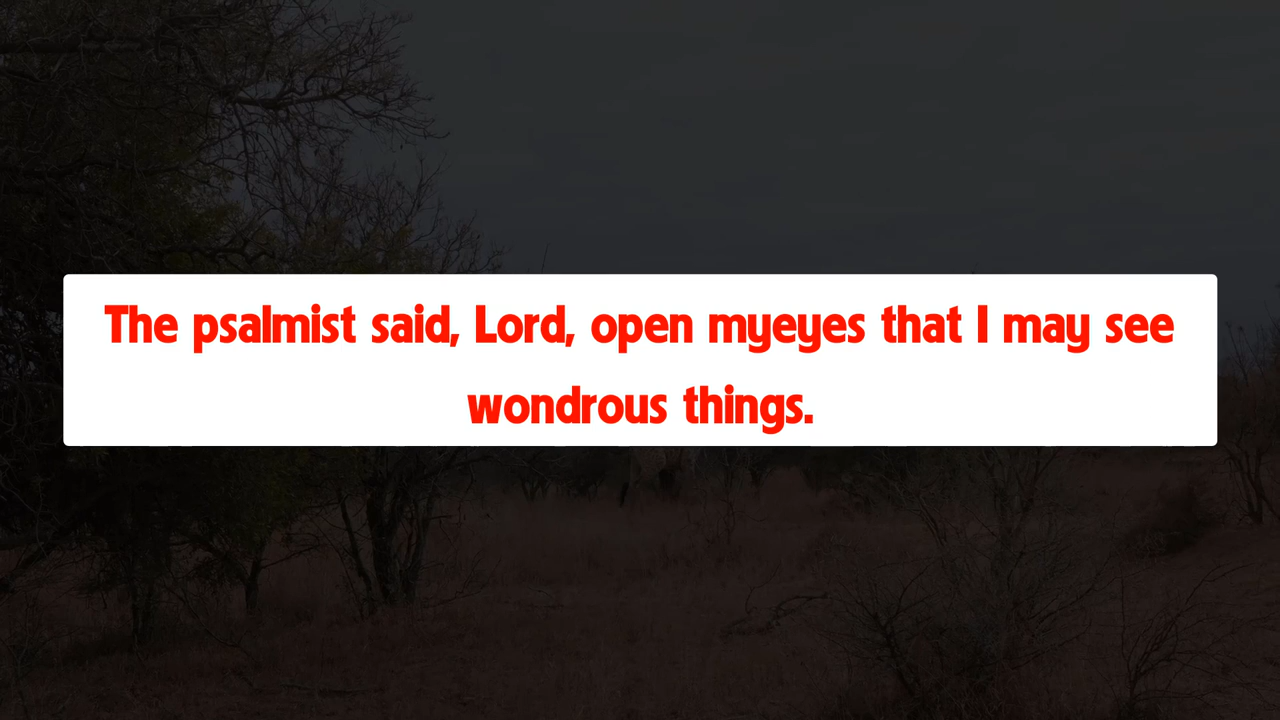 The psalmist said, Lord, open myeyes that I may see
wondrous things.